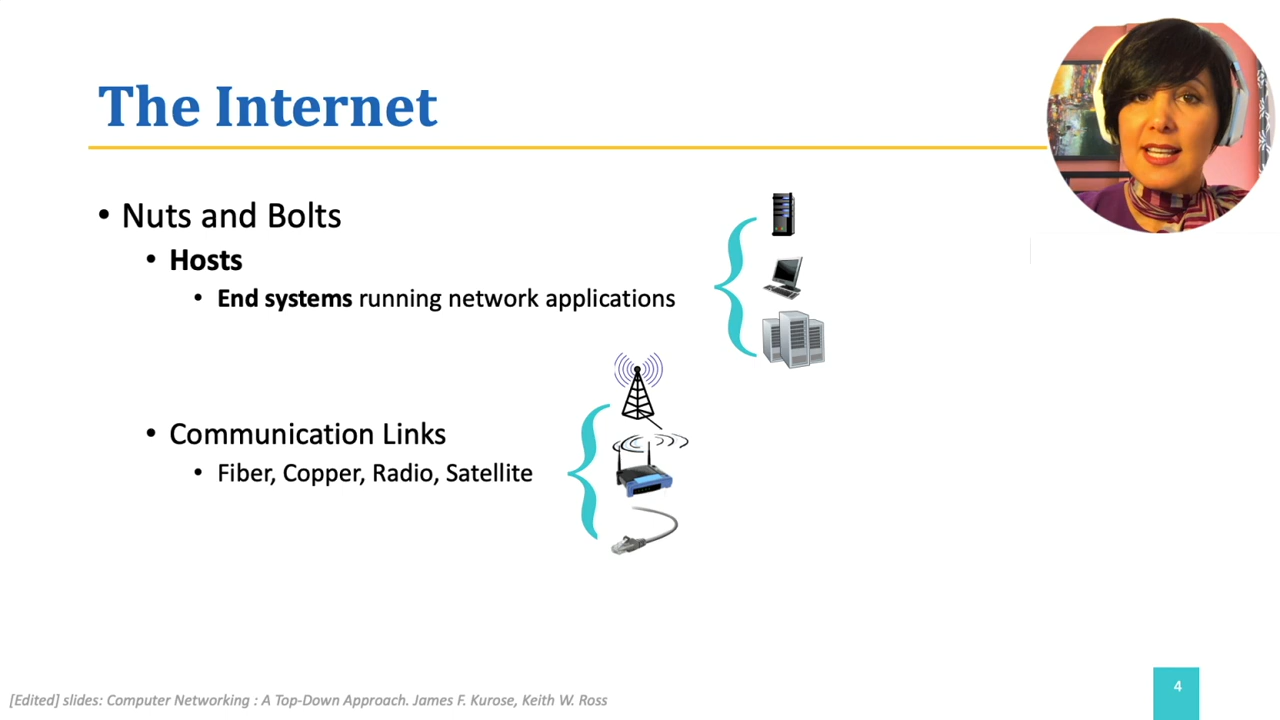 The Internet
• Nuts and Bolts
• Hosts
• End systems running network applications
• Communication Links
• Fiber, Copper, Radio, Satellite
[Edited] slides: Computer Networking : A Top-Down Approach. James F. Kurose, Keith W. Ross
4